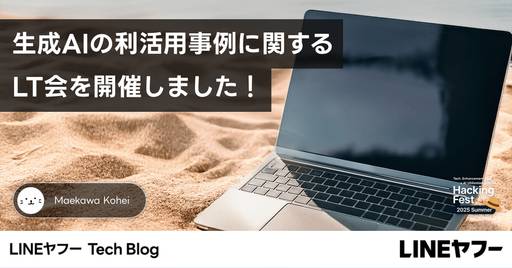 生成AIの利活用事例に関する
LT会を開催しました！
Maekawa Kohei
Hacking
Fest
2025 Summer
LINEヤフー Tech Blog
LINEヤフー